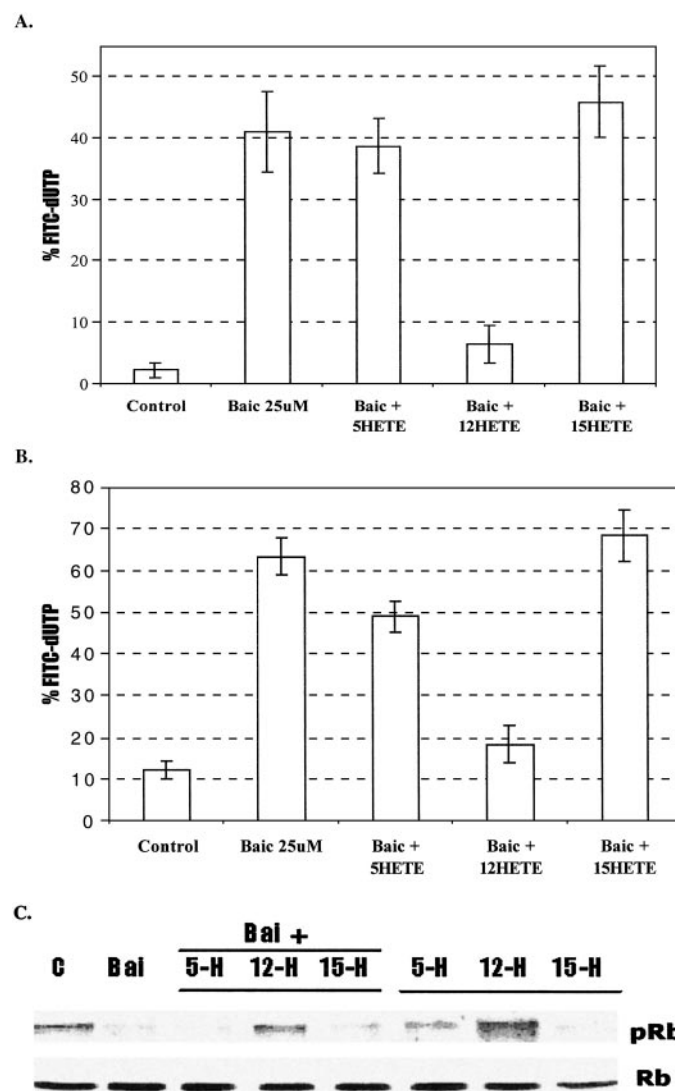 A.
% FITC-dUTP
50
40
30
20
10
0
Control
Baic 25uM
Baic +
5HETE
Baic +
12HETE
Baic +
15HETE
B.
% FITC-dUTP
80
70
60
50
40
30
20
10
0
Control
Baic 25uM
Baic +
5HETE
Baic +
12HETE
Baic +
15HETE
C.
Bai +
C Bai 5-H 12-H 15-H 5-H 12-H 15-H
pRb
Rb